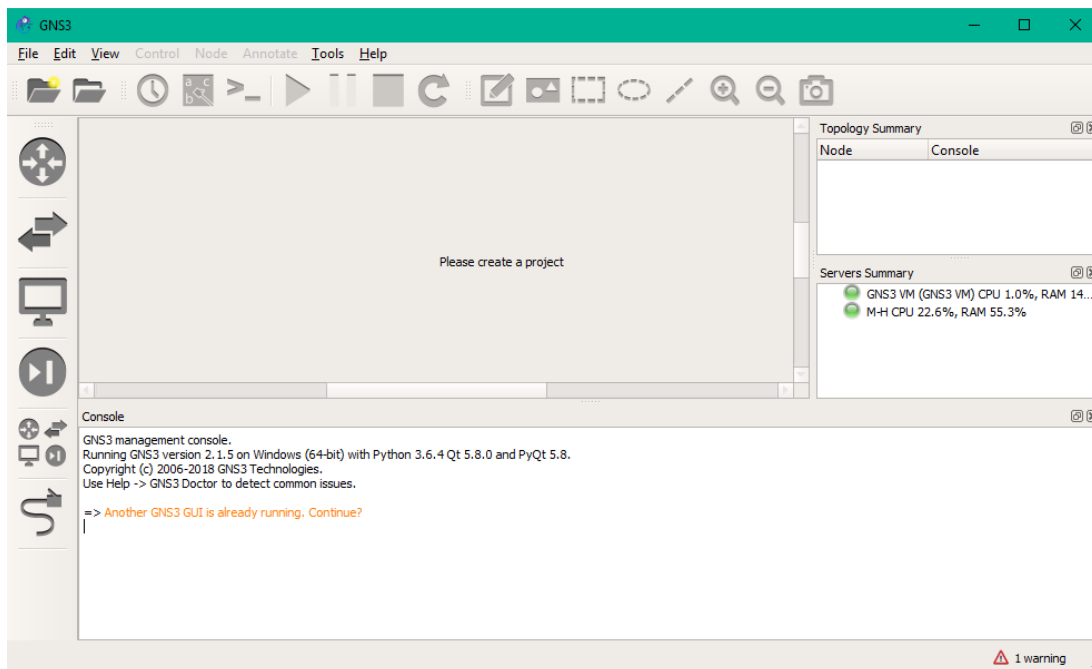 GNS3
File Edit View Control Node Annotate Tools Help
Please create a project
Topology Summary
Node Console
Servers Summary
GNS3 VM (GNS3 VM) CPU 1.0%, RAM 14...
M-H CPU 22.6%, RAM 55.3%
Console
GNS3 management console.
Running GNS3 version 2.1.5 on Windows (64-bit) with Python 3.6.4 Qt 5.8.0 and PyQt 5.8.
Copyright (c) 2006-2018 GNS3 Technologies.
Use Help -> GNS3 Doctor to detect common issues.
=> Another GNS3 GUI is already running. Continue?
1 warning